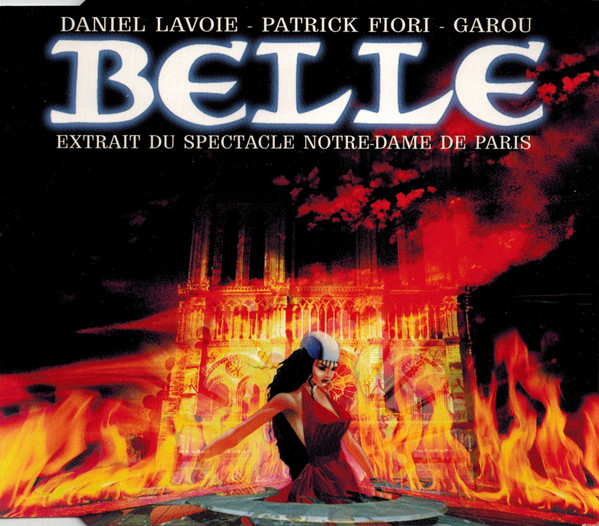 DANIEL LAVOIE - PATRICK FIORI - GAROU
BELLE
EXTRAIT DU SPECTACLE NOTRE-DAME DE PARIS